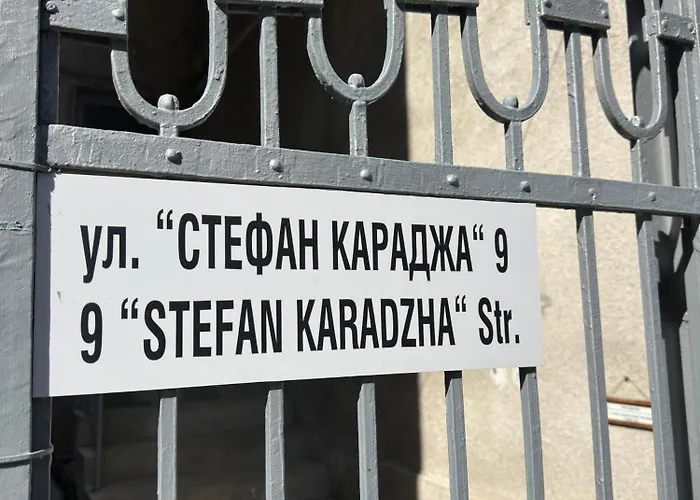 ул. “СТЕФАН КАРАДЖА“ 9
9 “STEFAN KARADZHA“ Str.